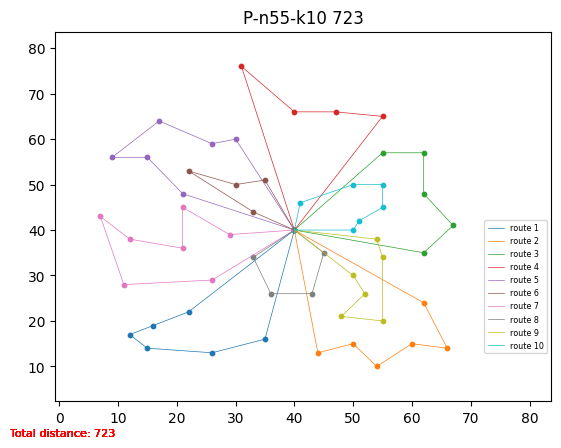 P-n55-k10 723
80
70
60
50
40
30
20
10
0 10 20 30 40 50 60 70 80
route 1
route 2
route 3
route 4
route 5
route 6
route 7
route 8
route 9
route 10
Total distance: 723